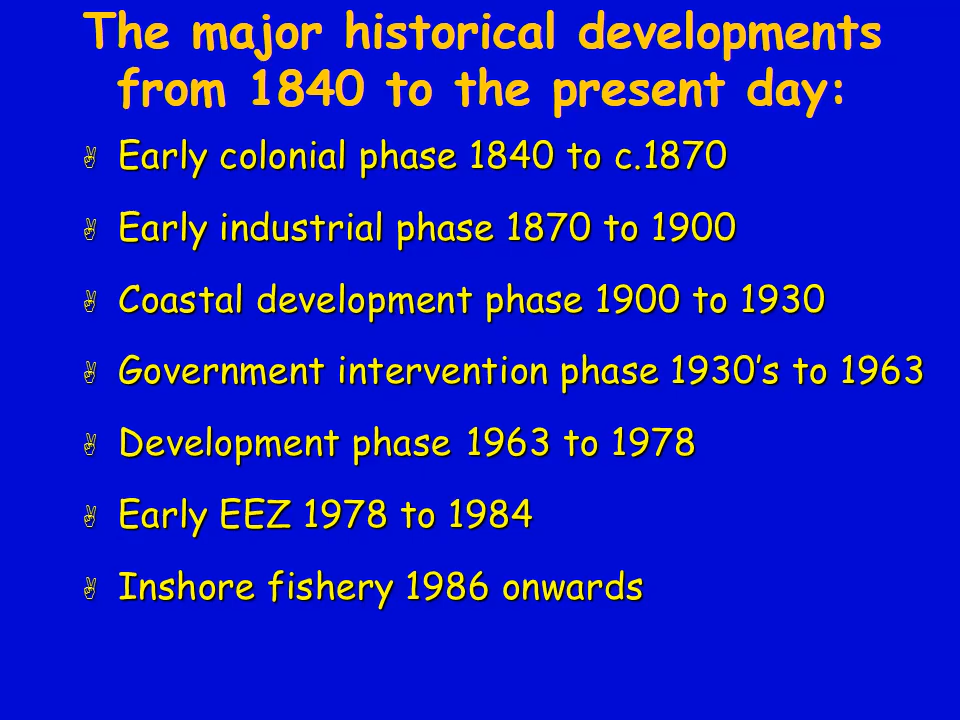 The major historical developments
from 1840 to the present day:
Early colonial phase 1840 to c.1870
Early industrial phase 1870 to 1900
Coastal development phase 1900 to 1930
Government intervention phase 1930’s to 1963
Development phase 1963 to 1978
Early EEZ 1978 to 1984
Inshore fishery 1986 onwards